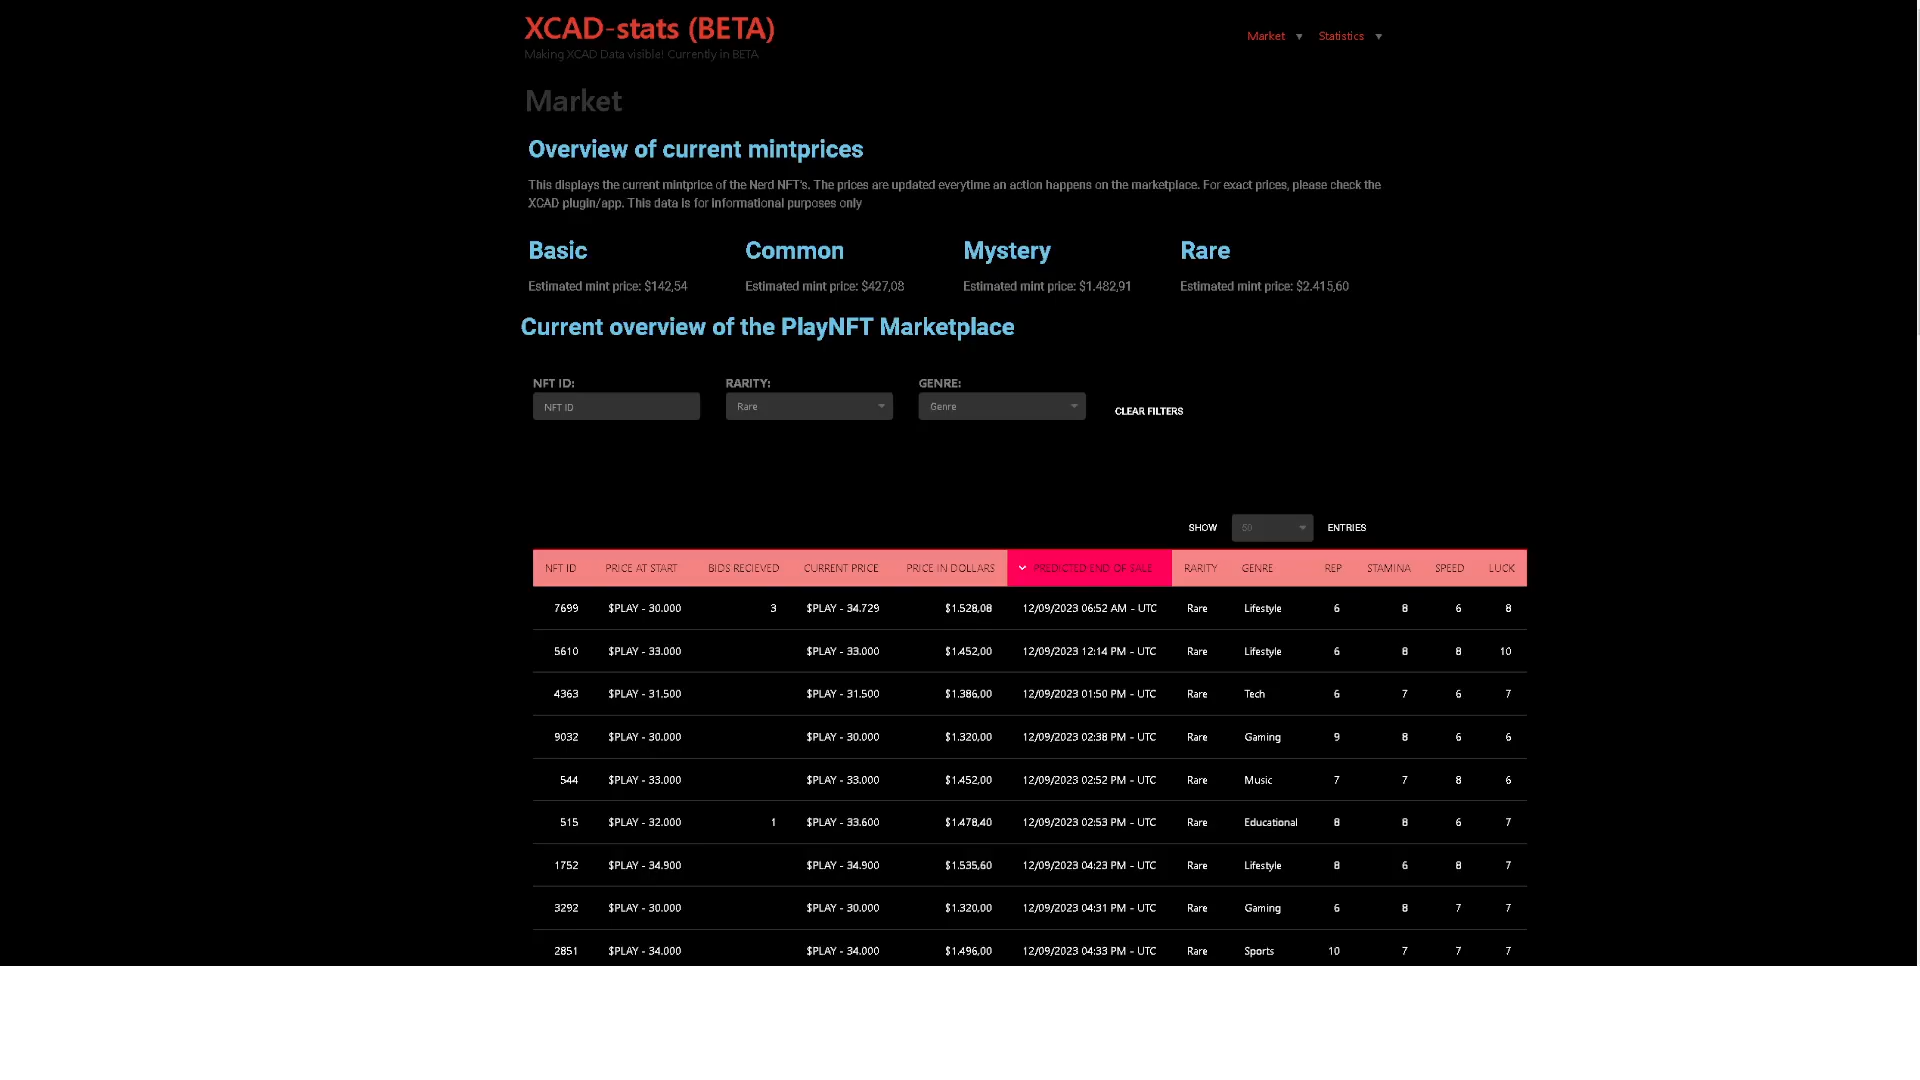 XCAD-stats (BETA)
Making XCAD Data visible! Currently in BETA
Market ▼ Statistics ▼
Market
Overview of current mintprices
This displays the current mintprice of the Nerd NFT's. The prices are updated everytime an action happens on the marketplace. For exact prices, please check the
XCAD plugin/app. This data is for informational purposes only
Basic Common Mystery Rare
Estimated mint price: $142,54 Estimated mint price: $427,08 Estimated mint price: $1.482,91 Estimated mint price: $2.415,60
Current overview of the PlayNFT Marketplace
NFT ID: RARITY: GENRE:
NFT ID Rare Genre CLEAR FILTERS
SHOW 50 ENTRIES
NFT ID PRICE AT START BIDS RECIEVED CURRENT PRICE PRICE IN DOLLARS PREDICTED END OF SALE RARITY GENRE REP STAMINA SPEED LUCK
7699 $PLAY - 30.000 3 $PLAY - 34.729 $1.528,08 12/09/2023 06:52 AM - UTC Rare Lifestyle 6 8 6 8
5610 $PLAY - 33.000 $PLAY - 33.000 $1.452,00 12/09/2023 12:14 PM - UTC Rare Lifestyle 6 8 8 10
4363 $PLAY - 31.500 $PLAY - 31.500 $1.386,00 12/09/2023 01:50 PM - UTC Rare Tech 6 7 6 7
9032 $PLAY - 30.000 $PLAY - 30.000 $1.320,00 12/09/2023 02:38 PM - UTC Rare Gaming 9 8 6 6
544 $PLAY - 33.000 $PLAY - 33.000 $1.452,00 12/09/2023 02:52 PM - UTC Rare Music 7 7 8 6
515 $PLAY - 32.000 1 $PLAY - 33.600 $1.478,40 12/09/2023 02:53 PM - UTC Rare Educational 8 8 6 7
1752 $PLAY - 34.900 $PLAY - 34.900 $1.535,60 12/09/2023 04:23 PM - UTC Rare Lifestyle 8 6 8 7
3292 $PLAY - 30.000 $PLAY - 30.000 $1.320,00 12/09/2023 04:31 PM - UTC Rare Gaming 6 8 7 7
2851 $PLAY - 34.000 $PLAY - 34.000 $1.496,00 12/09/2023 04:33 PM - UTC Rare Sports 10 7 7 7